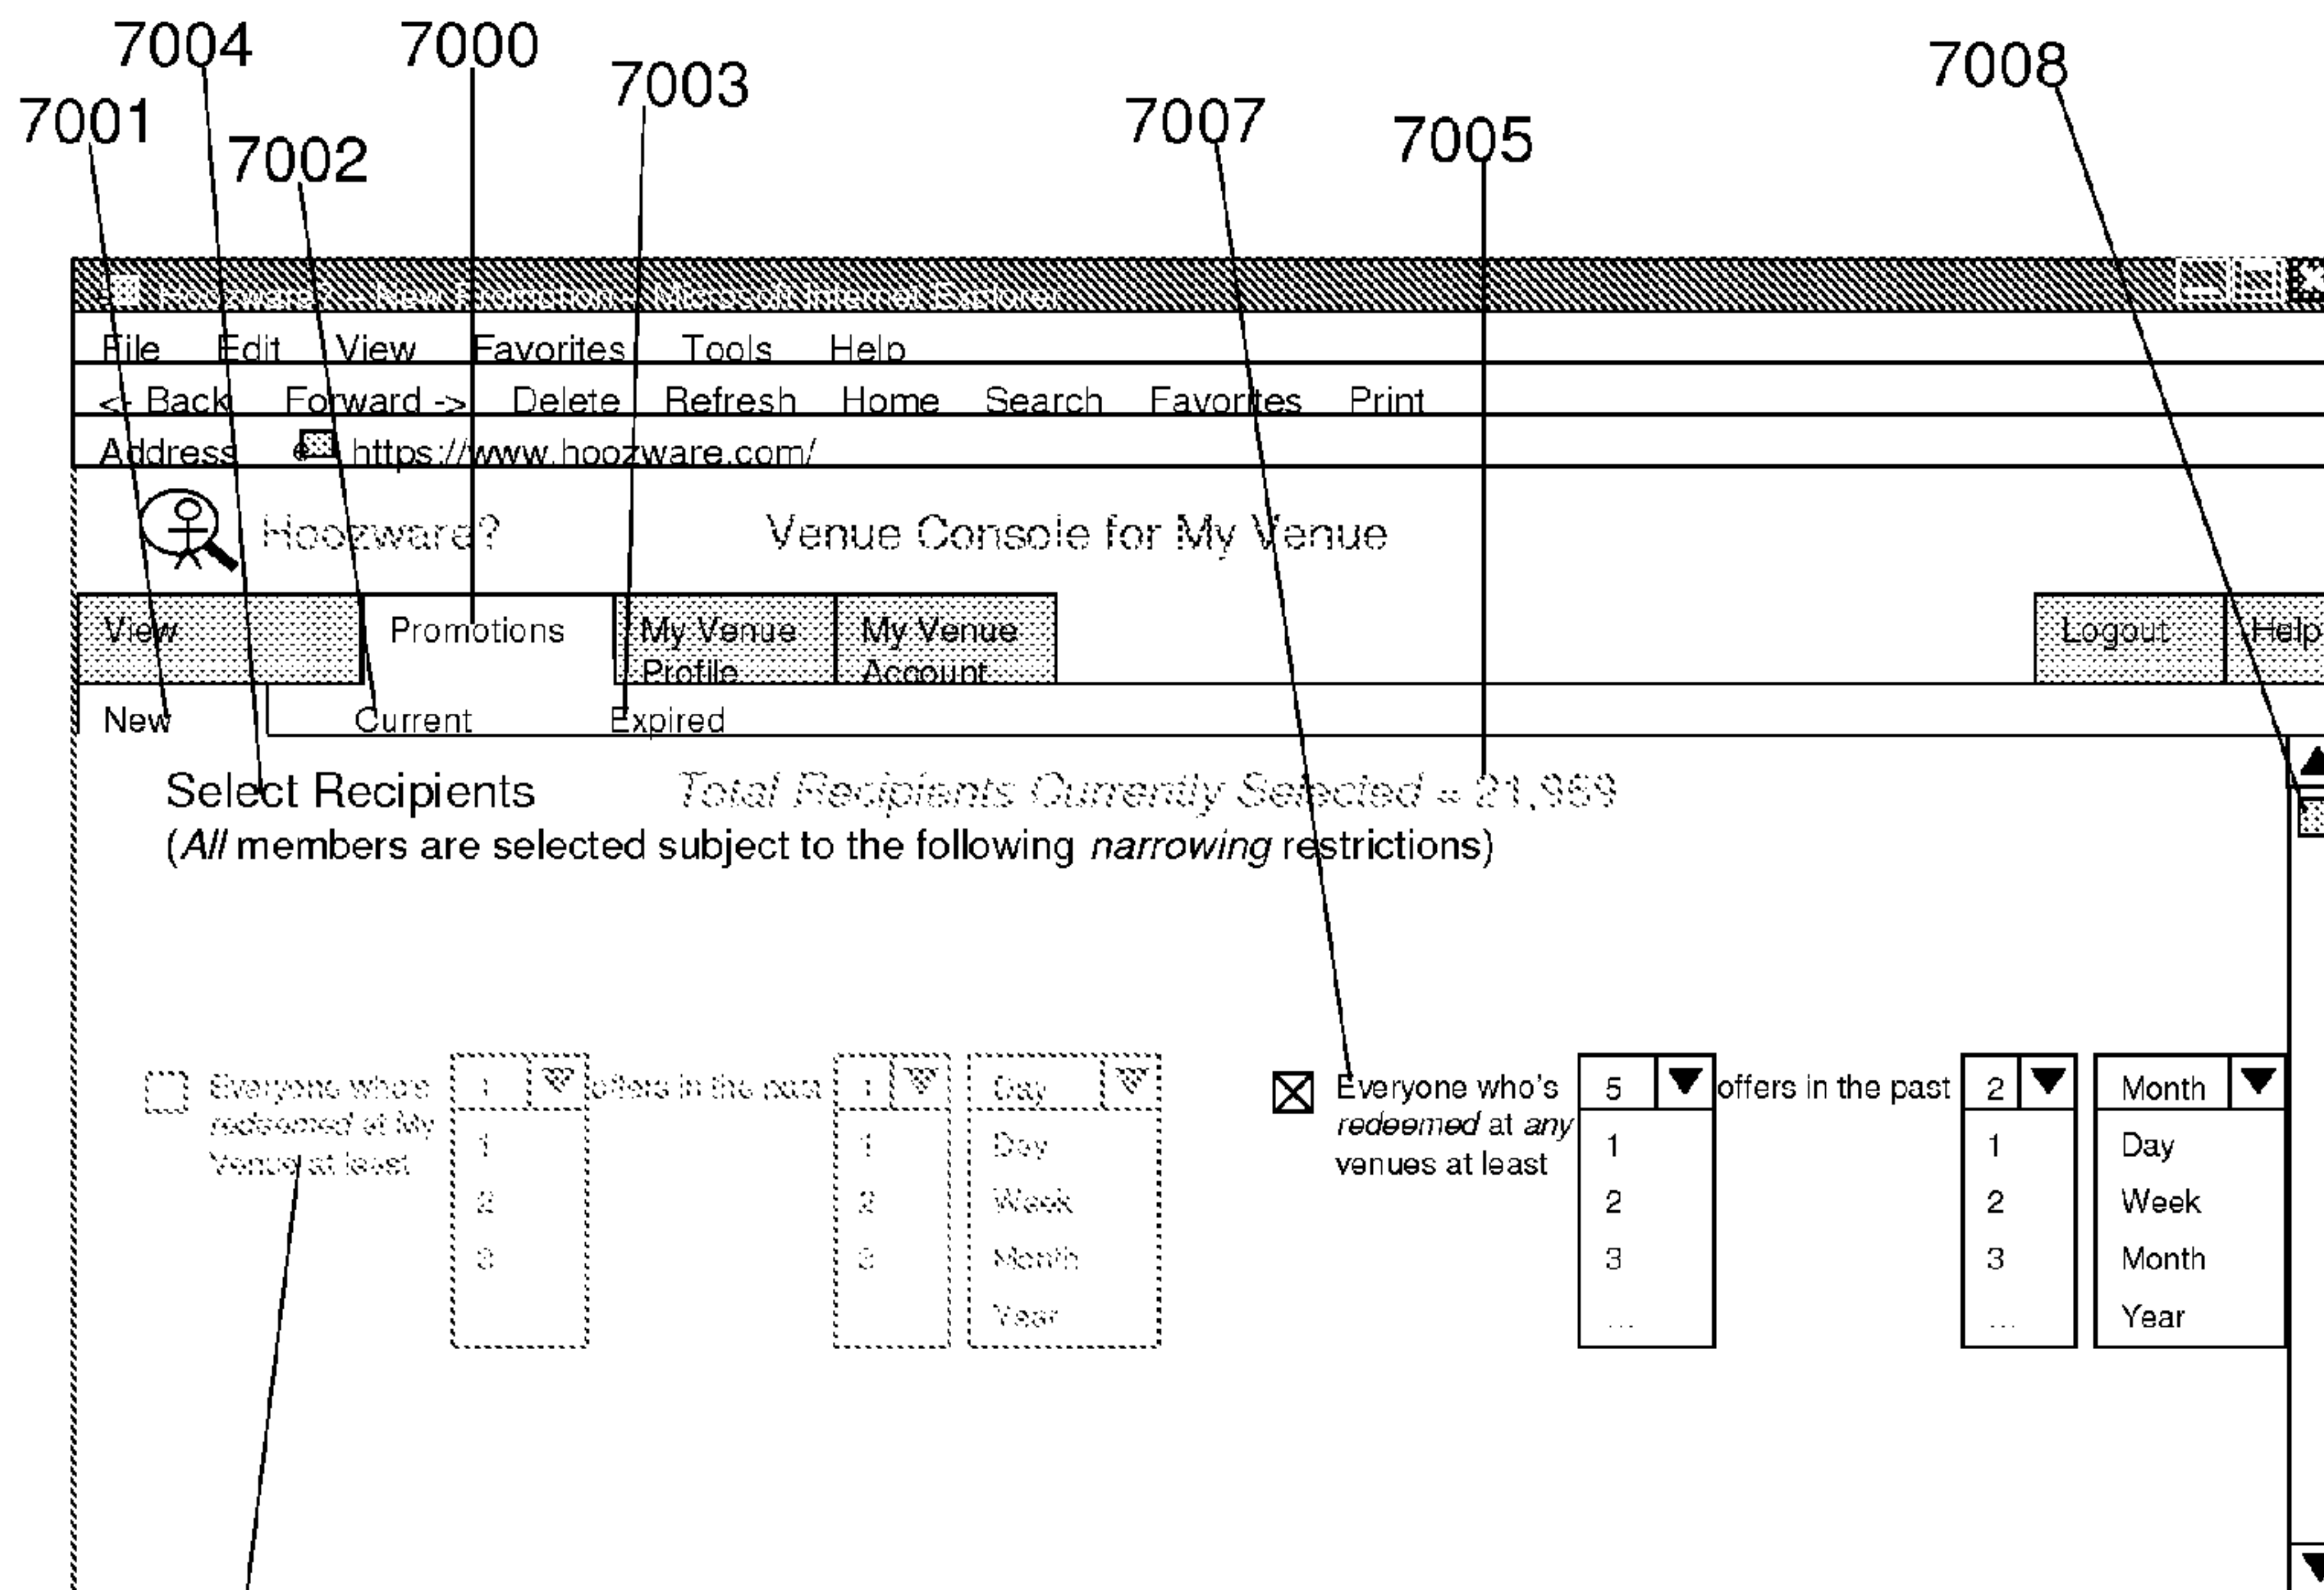 7004 7000 7003 7008
7001 7002 7007 7005
Hoozware? - New Promotion - Microsoft Internet Explorer
File Edit View Favorites Tools Help
<- Back Forward -> Delete Refresh Home Search Favorites Print
Address e https://www.hoozware.com/
Hoozware? Venue Console for My Venue
View Promotions My Venue Profile My Venue Account Logout Help
New Current Expired
Select Recipients Total Recipients Currently Selected = 21,959
(All members are selected subject to the following narrowing restrictions)
Everyone who's 1 offers in the past 1 Day Everyone who's 5 offers in the past 2 Month
redeemed at My redeemed at any
Venue at least 1 1 Day venues at least 1 1 Day
2 2 Week 2 2 Week
3 3 Month 3 3 Month
Year ... ... Year